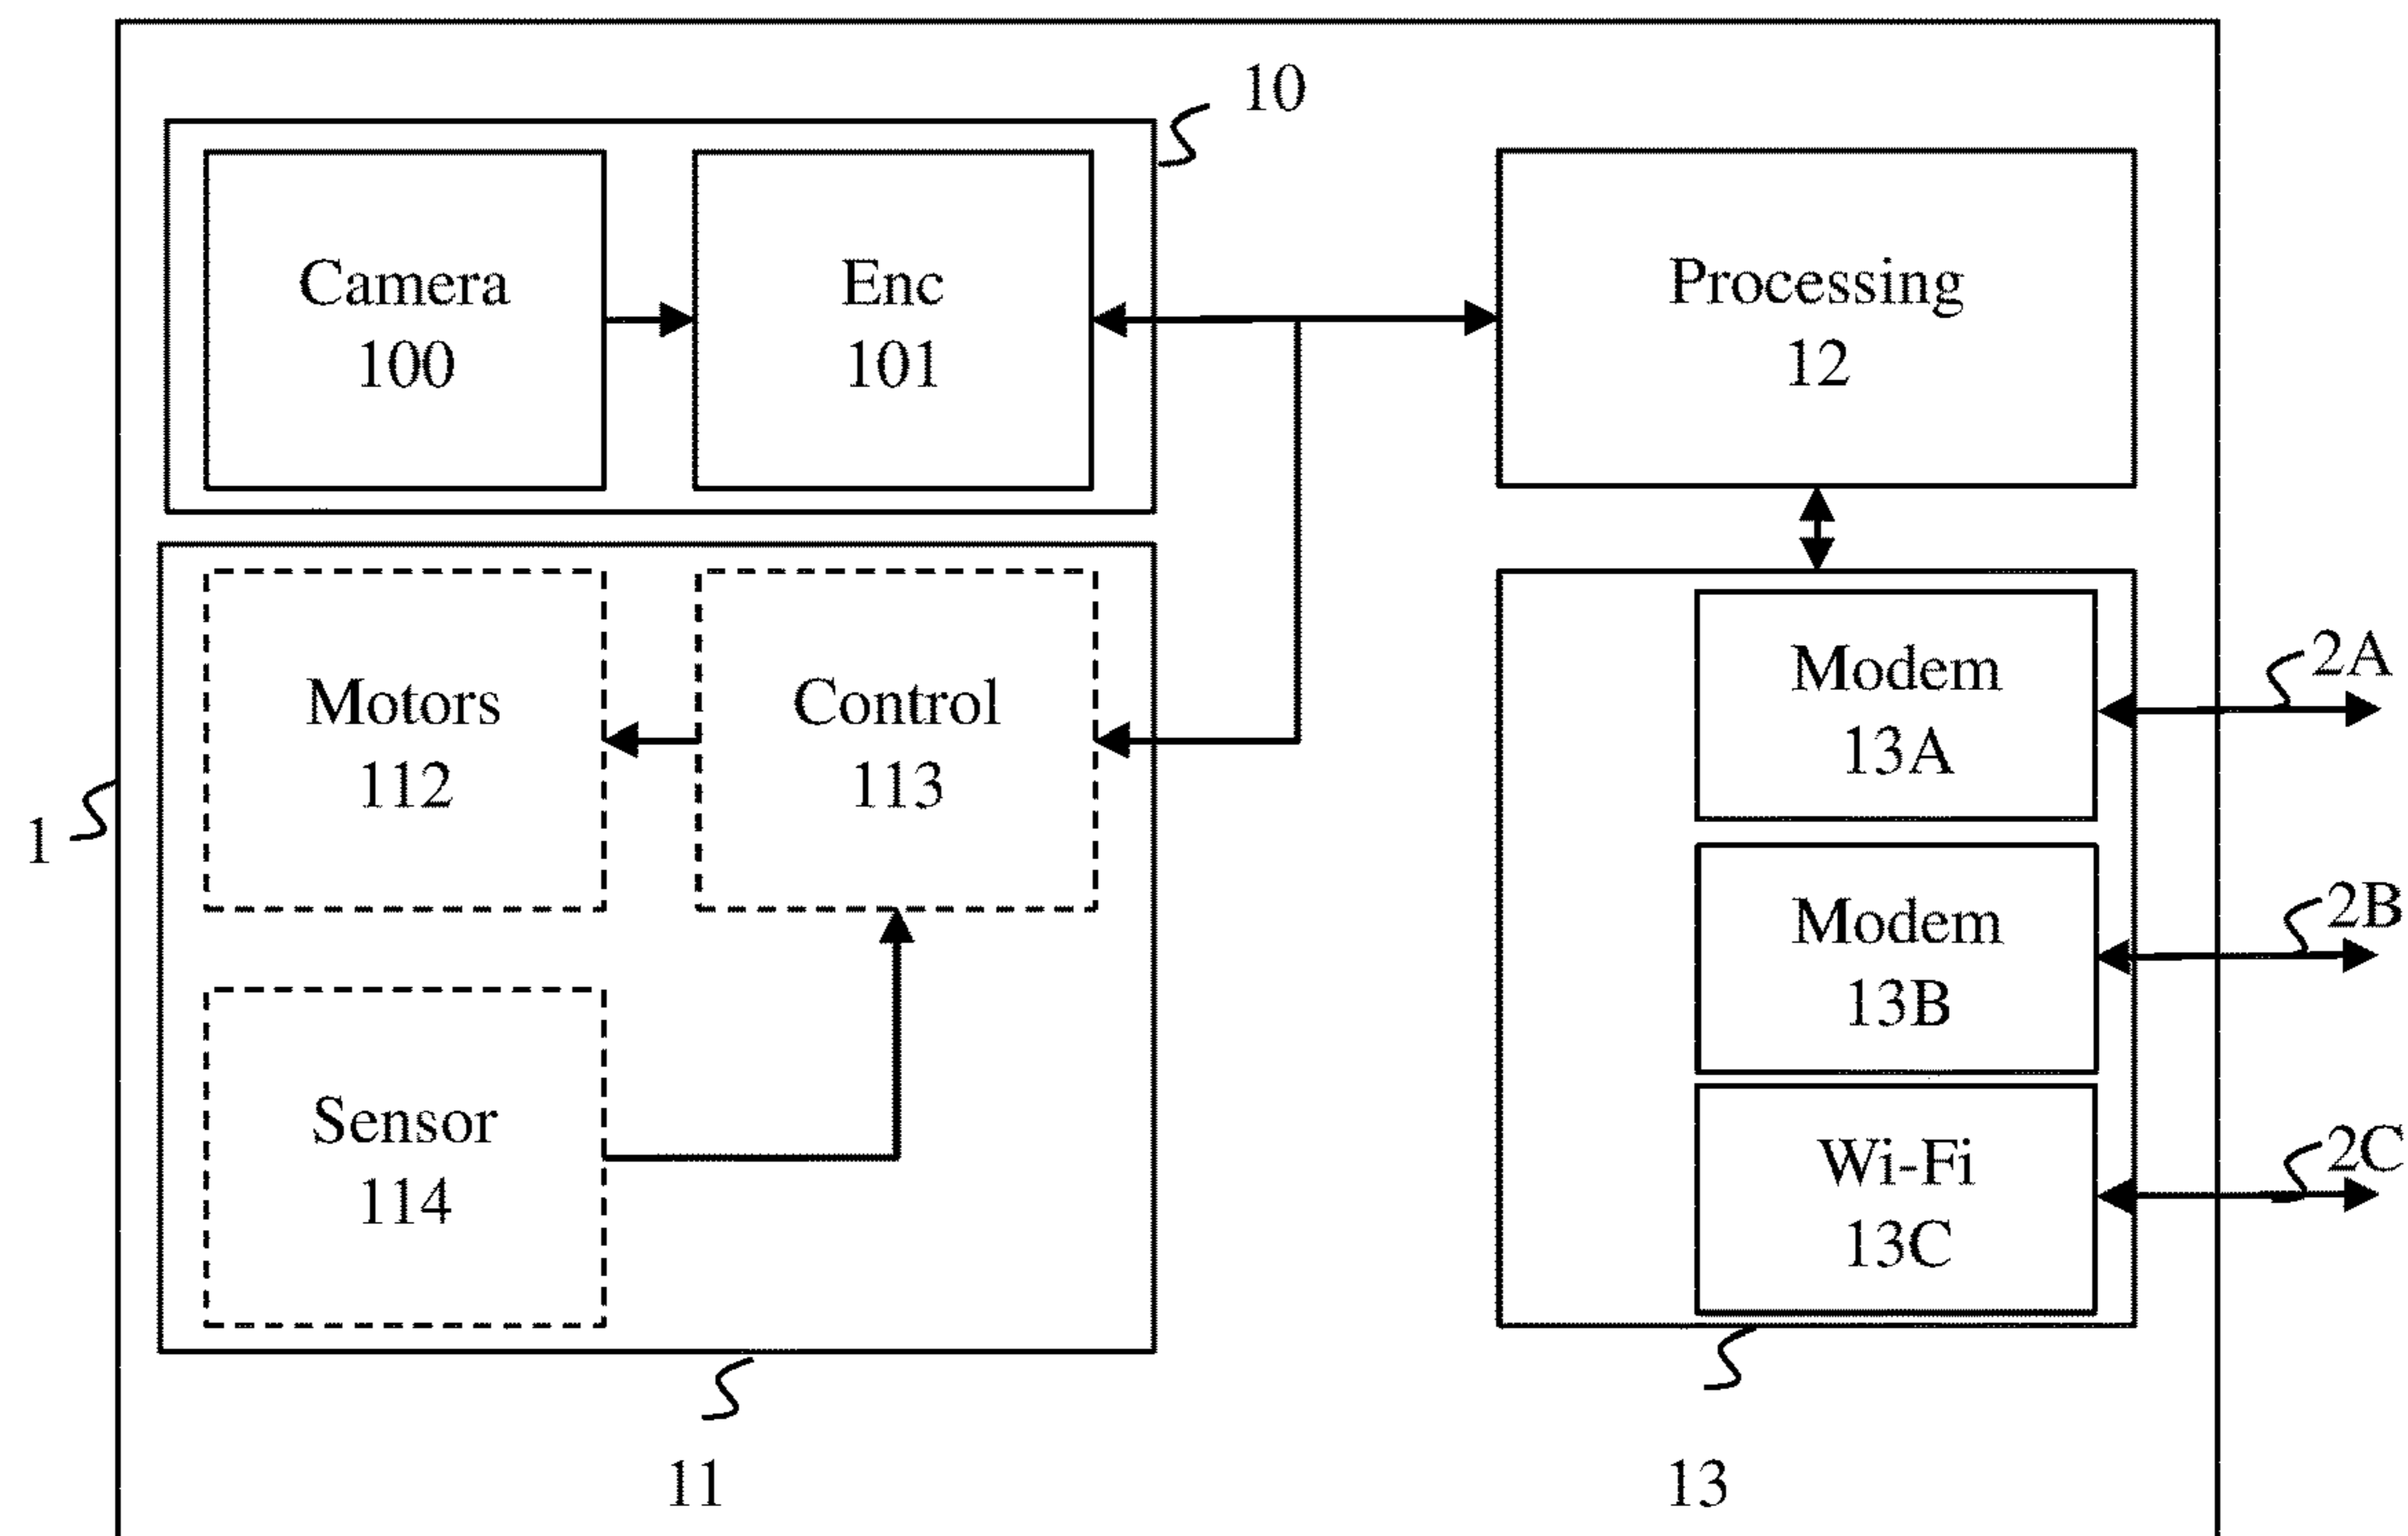 10
Camera
100
Enc
101
Processing
12
Motors
112
Control
113
Modem
13A
2A
1
Modem
13B
2B
Sensor
114
Wi-Fi
13C
2C
11
13